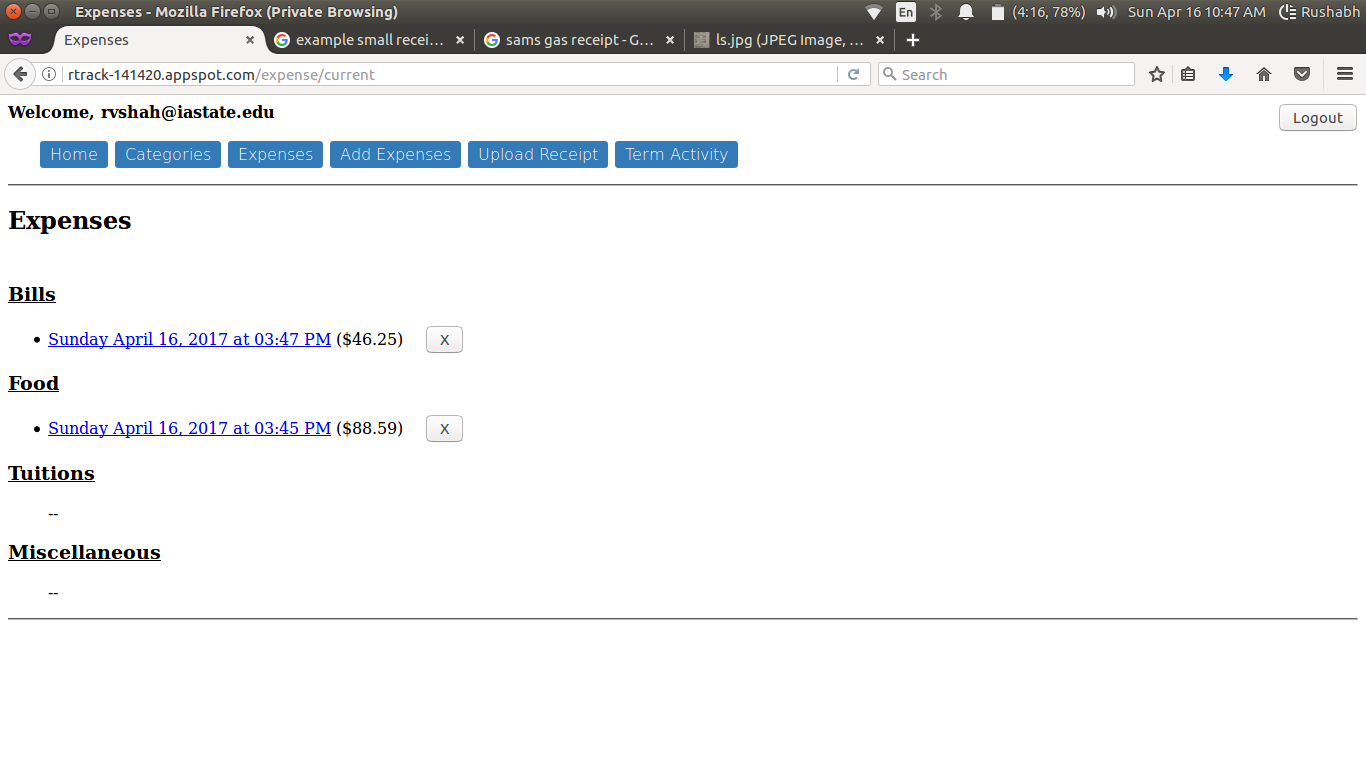 Expenses - Mozilla Firefox (Private Browsing) En (4:16, 78%) Sun Apr 16 10:47 AM Rushabh
Expenses × example small recei... × sams gas receipt - G... × ls.jpg (JPEG Image, ... ×
rtrack-141420.appspot.com/expense/current Search
Welcome, rvshah@iastate.edu Logout
Home Categories Expenses Add Expenses Upload Receipt Term Activity
Expenses
Bills
• Sunday April 16, 2017 at 03:47 PM ($46.25) X
Food
• Sunday April 16, 2017 at 03:45 PM ($88.59) X
Tuitions
--
Miscellaneous
--